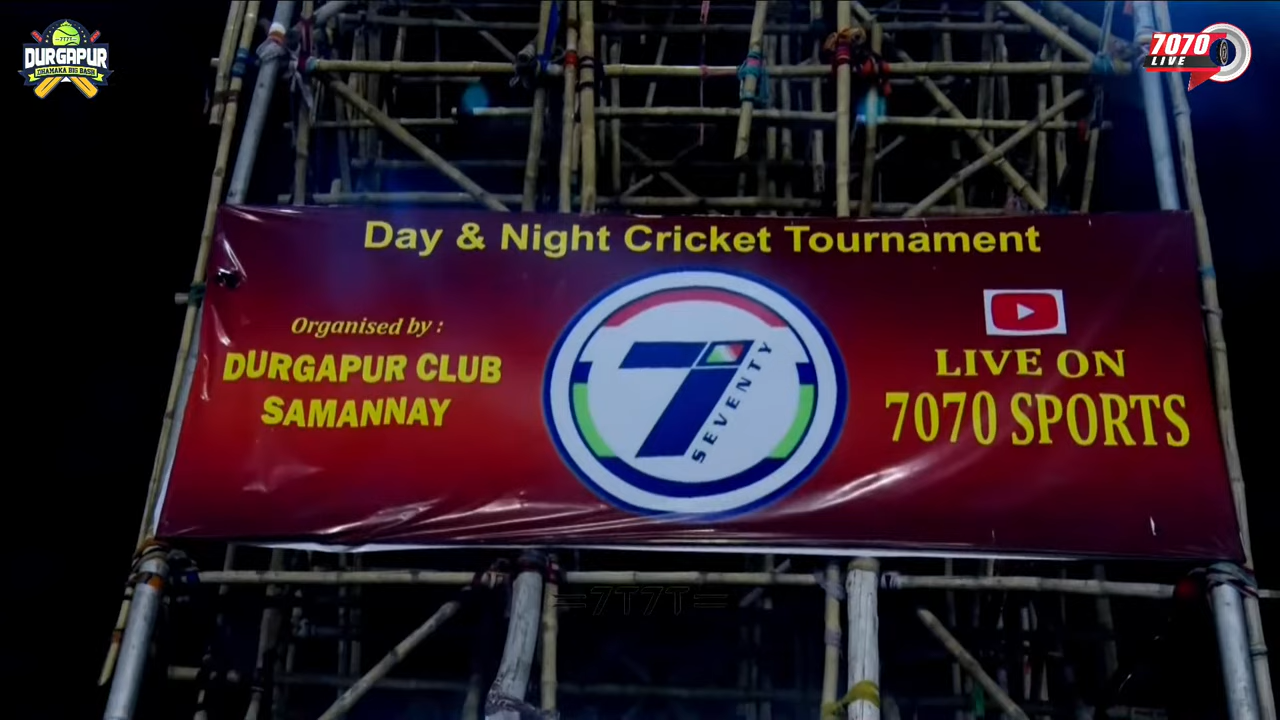 -7T7T-
DURGAPUR
DHAMAKA BIG BASH
7070
LIVE
Day & Night Cricket Tournament
Organised by :
DURGAPUR CLUB
SAMANNAY
7
SEVENTY
LIVE ON
7070 SPORTS
=7T7T=